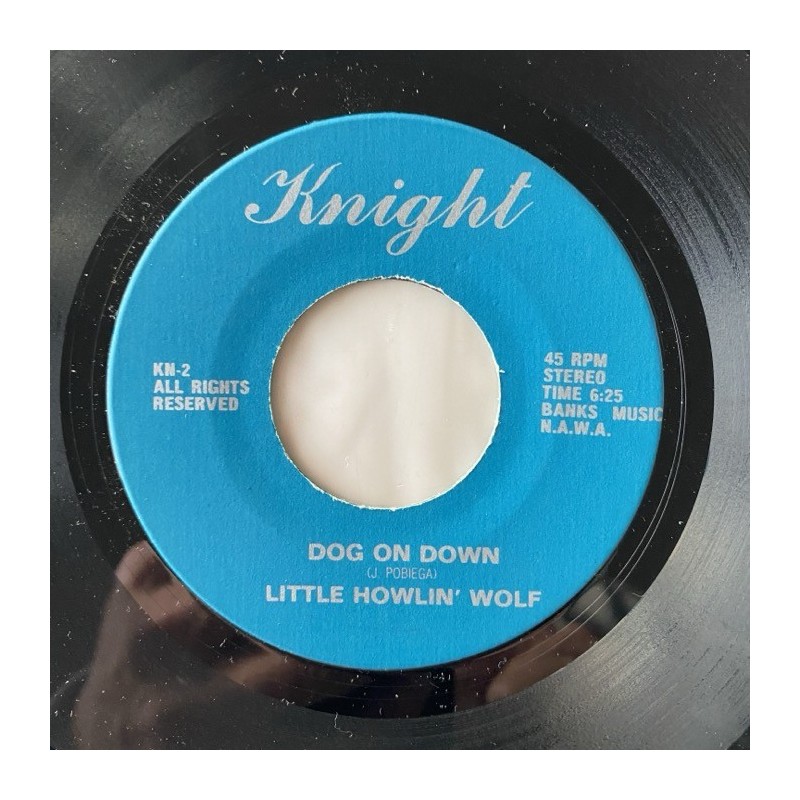 Knight
KN-2
ALL RIGHTS
RESERVED
45 RPM
STEREO
TIME 6:25
BANKS MUSIC
N.A.W.A.
DOG ON DOWN
(J. POBIEGA)
LITTLE HOWLIN' WOLF